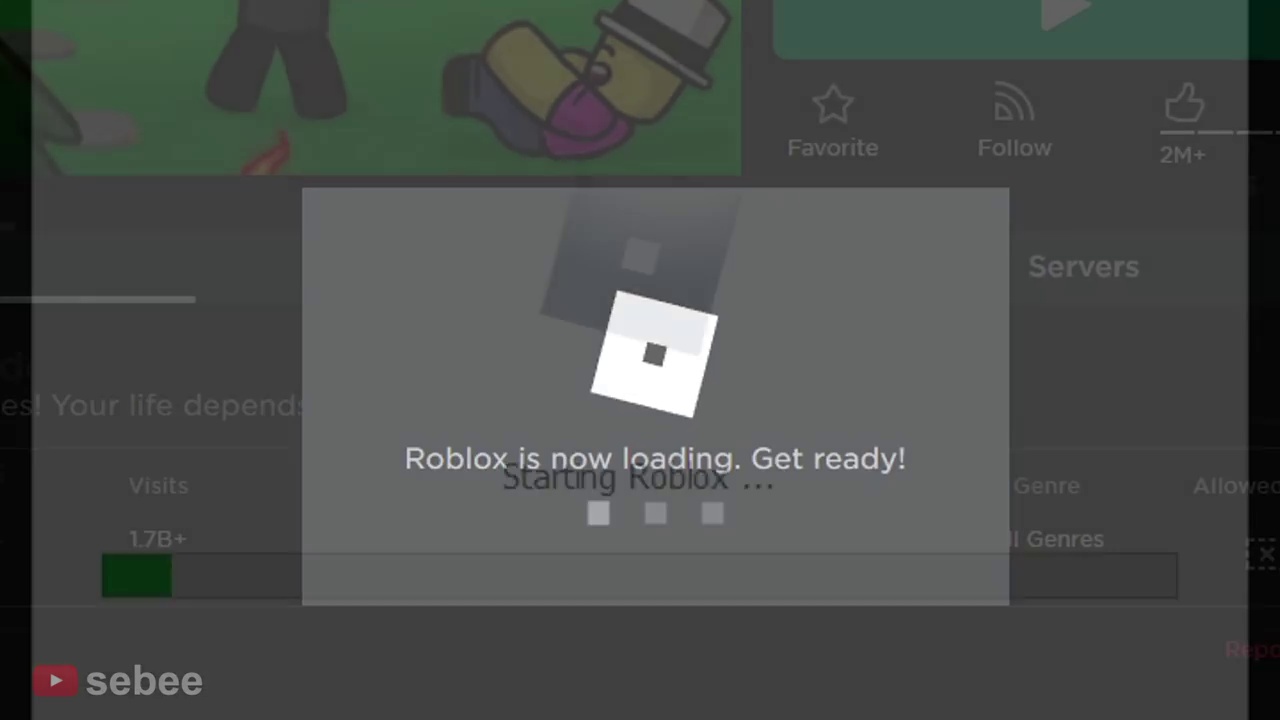 Favorite Follow 2M+
Servers
es! Your life depends
Roblox is now loading. Get ready!
Starting Roblox ...
Visits Genre Allowed
1.7B+ ll Genres
Repo
sebee